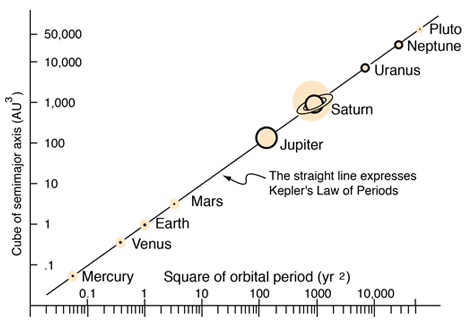 Cube of semimajor axis (AU³)
50,000
10,000
1,000
100
10
1
.1
Pluto
Neptune
Uranus
Saturn
Jupiter
The straight line expresses
Kepler's Law of Periods
Mars
Earth
Venus
Mercury
Square of orbital period (yr ²)
0.1 1 10 100 1000 10,000